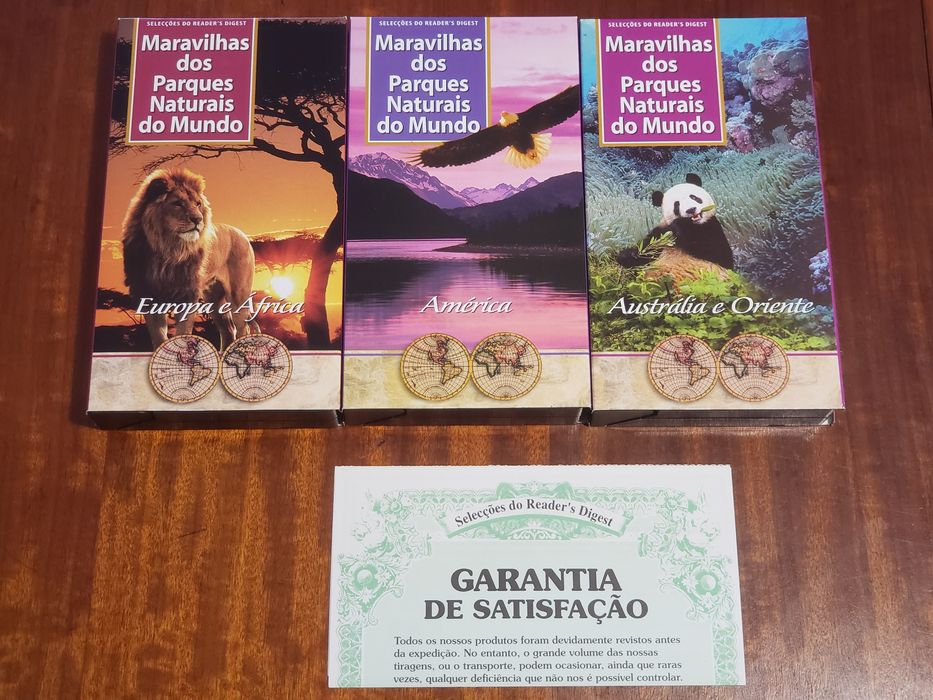 SELECÇÕES DO READER'S DIGEST
Maravilhas
dos
Parques
Naturais
do Mundo
Europa e África
SELECÇÕES DO READER'S DIGEST
Maravilhas
dos
Parques
Naturais
do Mundo
América
SELECÇÕES DO READER'S DIGEST
Maravilhas
dos
Parques
Naturais
do Mundo
Austrália e Oriente
Selecções do Reader's Digest
GARANTIA
DE SATISFAÇÃO
Todos os nossos produtos foram devidamente revistos antes
da expedição. No entanto, o grande volume das nossas
tiragens, ou o transporte, podem ocasionar, ainda que raras
vezes, qualquer deficiência que não nos é possível controlar.